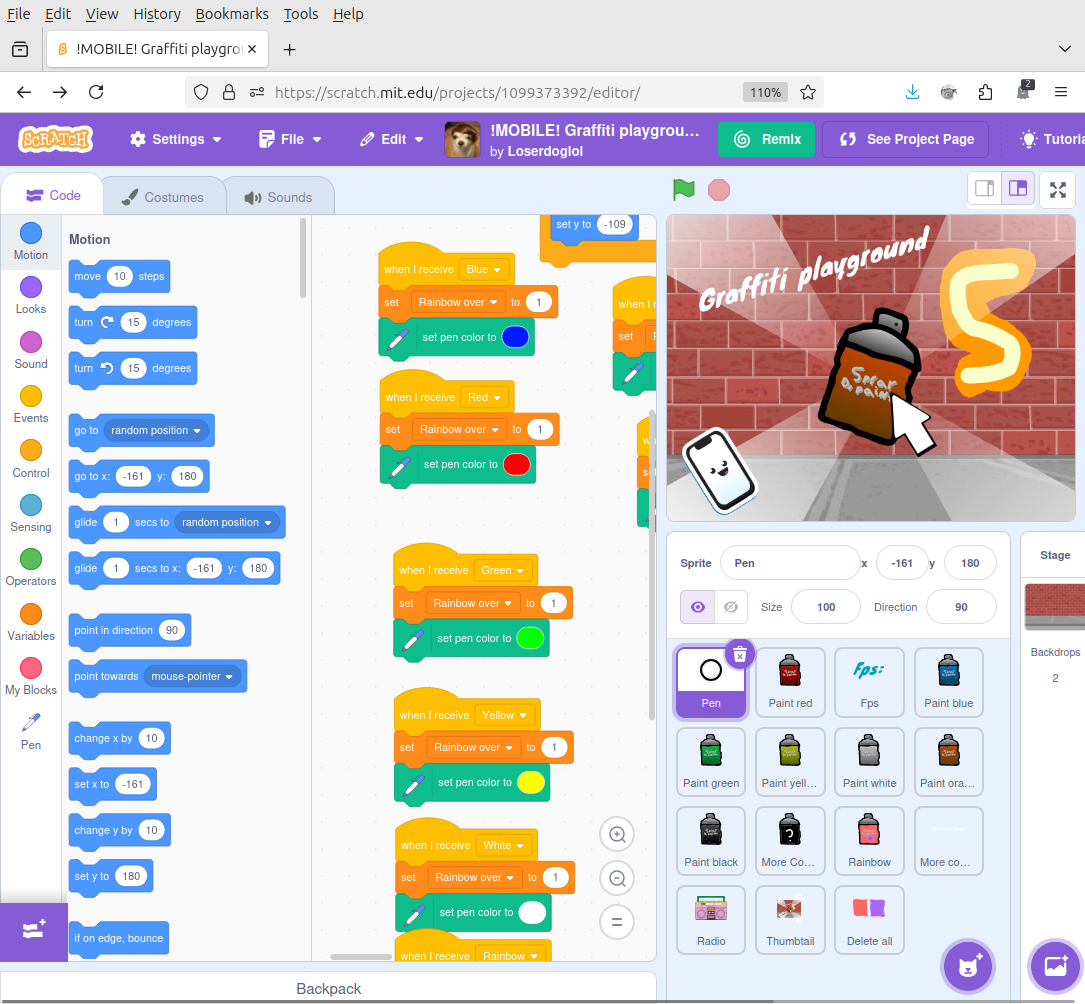 File Edit View History Bookmarks Tools Help
!MOBILE! Graffiti playgro
https://scratch.mit.edu/projects/1099373392/editor/
110%
2
SCRATCH
Settings
File
Edit
!MOBILE! Graffiti playgrou…
by Loserdoglol
Remix
See Project Page
Code
Costumes
Sounds
Motion
Looks
Sound
Events
Control
Sensing
Operators
Variables
My Blocks
Pen
Motion
move 10 steps
turn 15 degrees
turn 15 degrees
go to random position
go to x: -161 y: 180
glide 1 secs to random position
glide 1 secs to x: -161 y: 180
point in direction 90
point towards mouse-pointer
change x by 10
set x to -161
change y by 10
set y to 180
if on edge, bounce
set y to -109
when I receive Blue
set Rainbow over to 1
set pen color to
when I receive Red
set Rainbow over to 1
set pen color to
when I receive Green
set Rainbow over to 1
set pen color to
when I receive Yellow
set Rainbow over to 1
set pen color to
when I receive White
set Rainbow over to 1
set pen color to
when I receive Rainbow
when I
set
Graffiti playground
Spray
paint
S
Sprite Pen x -161 y 180
Size 100 Direction 90
Pen
Paint red
Fps:
Fps
Paint blue
Paint green
Paint yell…
Paint white
Paint ora…
Paint black
?
More Co…
Rainbow
More co…
Radio
Thumbtail
Delete all
Stage
Backdrops
2
Backpack